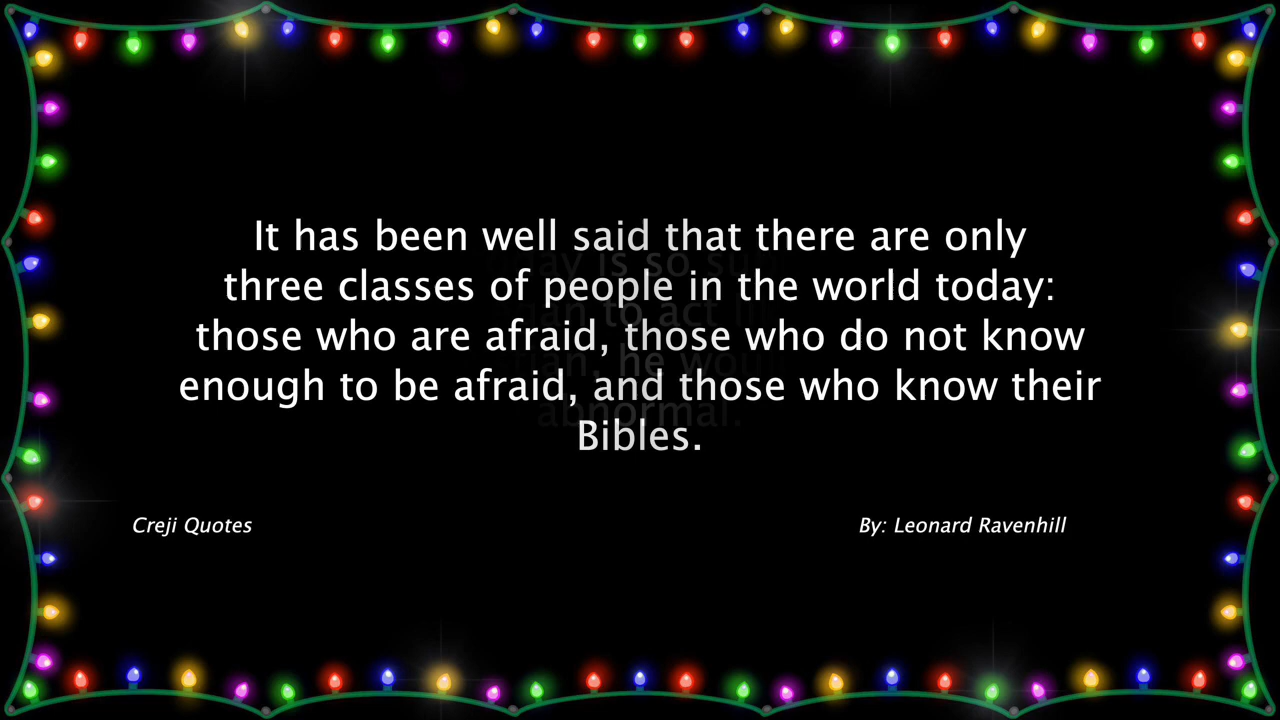 It has been well said that there are only
three classes of people in the world today:
those who are afraid, those who do not know
enough to be afraid, and those who know their
Bibles.
Creji Quotes
By: Leonard Ravenhill